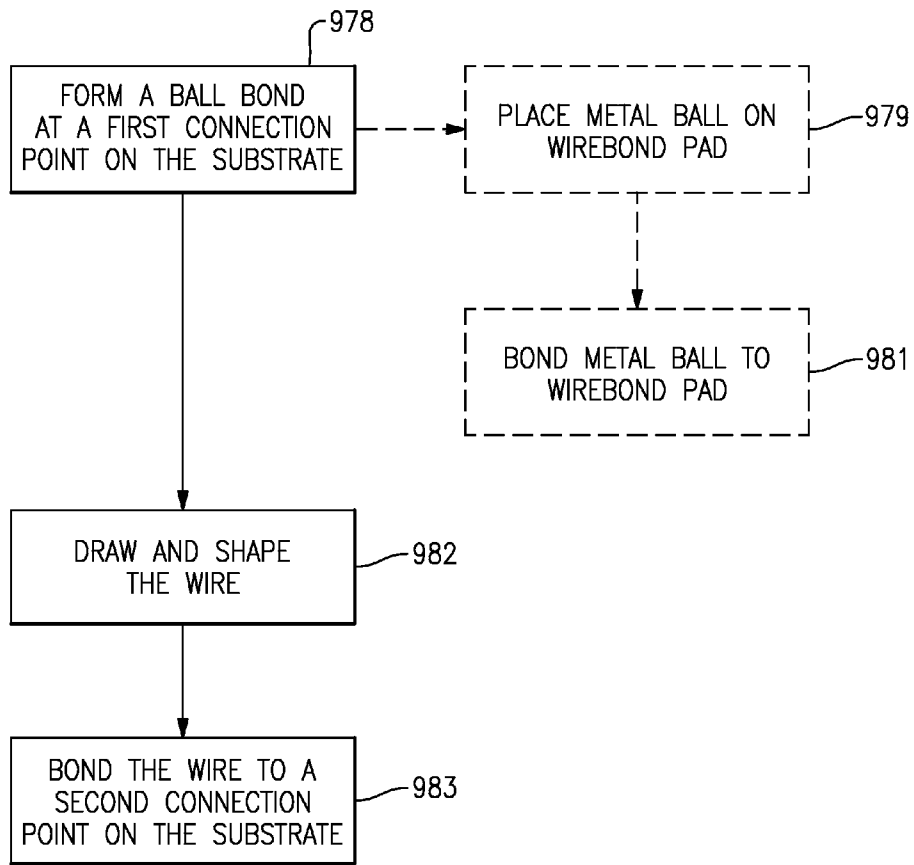 978
FORM A BALL BOND
AT A FIRST CONNECTION
POINT ON THE SUBSTRATE
PLACE METAL BALL ON
WIREBOND PAD
979
BOND METAL BALL TO
WIREBOND PAD
981
DRAW AND SHAPE
THE WIRE
982
BOND THE WIRE TO A
SECOND CONNECTION
POINT ON THE SUBSTRATE
983